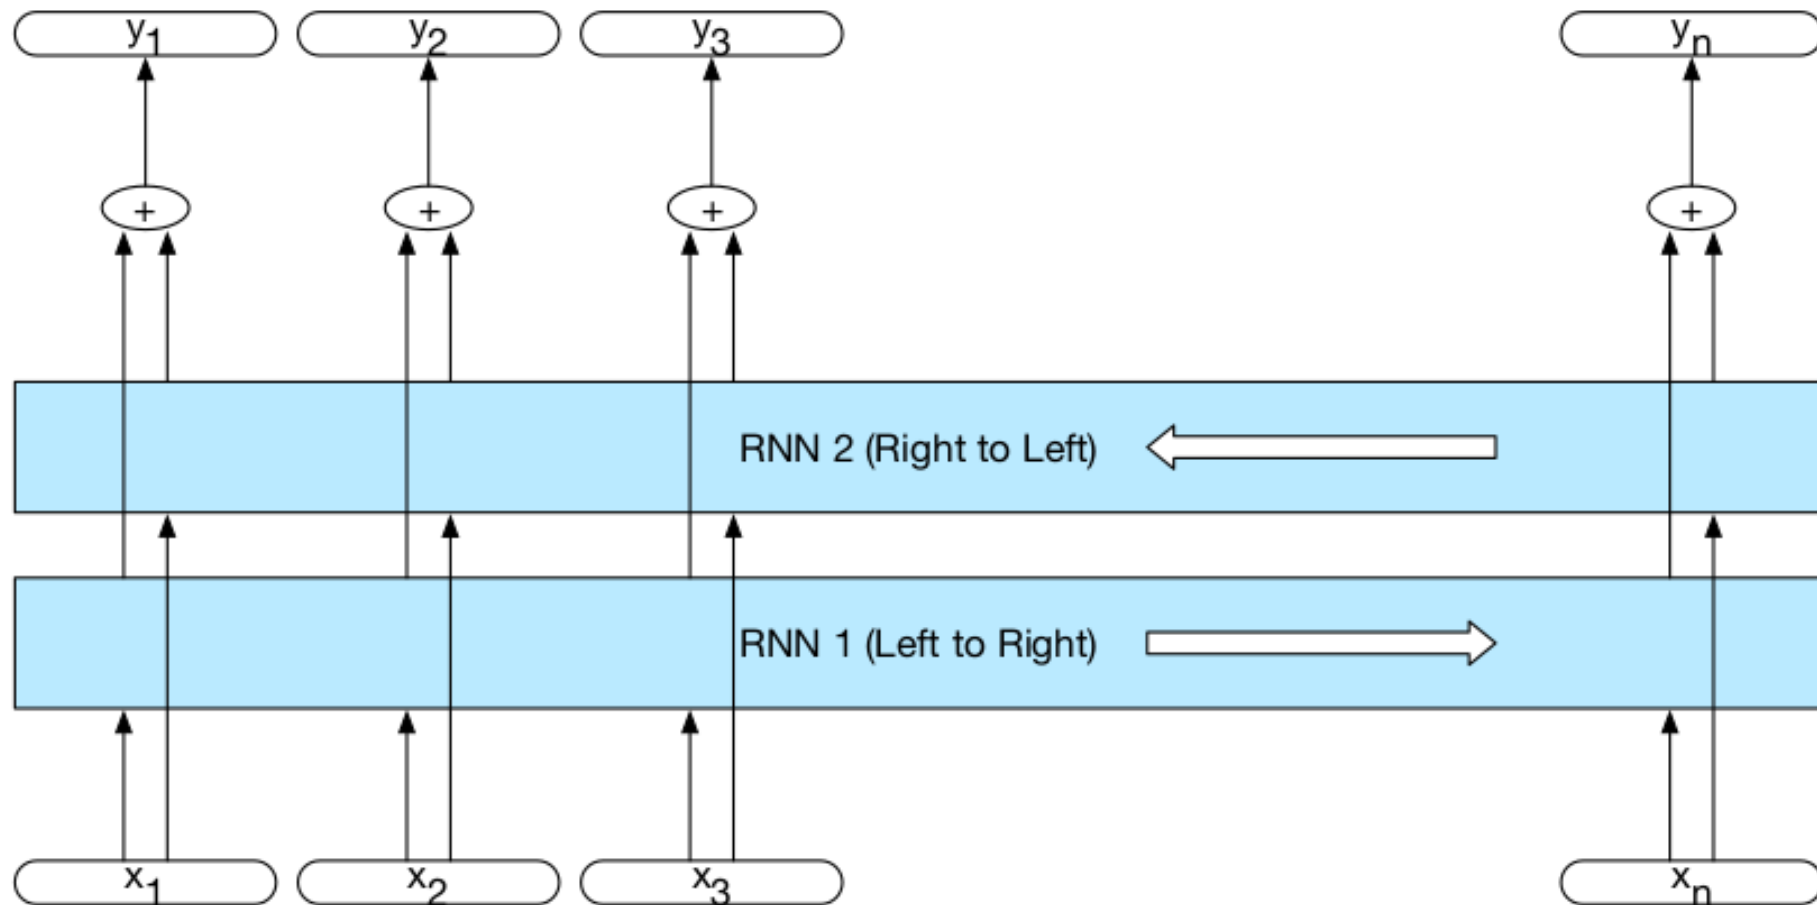 y₁ y₂ y₃ yₙ
+ + + +
RNN 2 (Right to Left)
RNN 1 (Left to Right)
x₁ x₂ x₃ xₙ